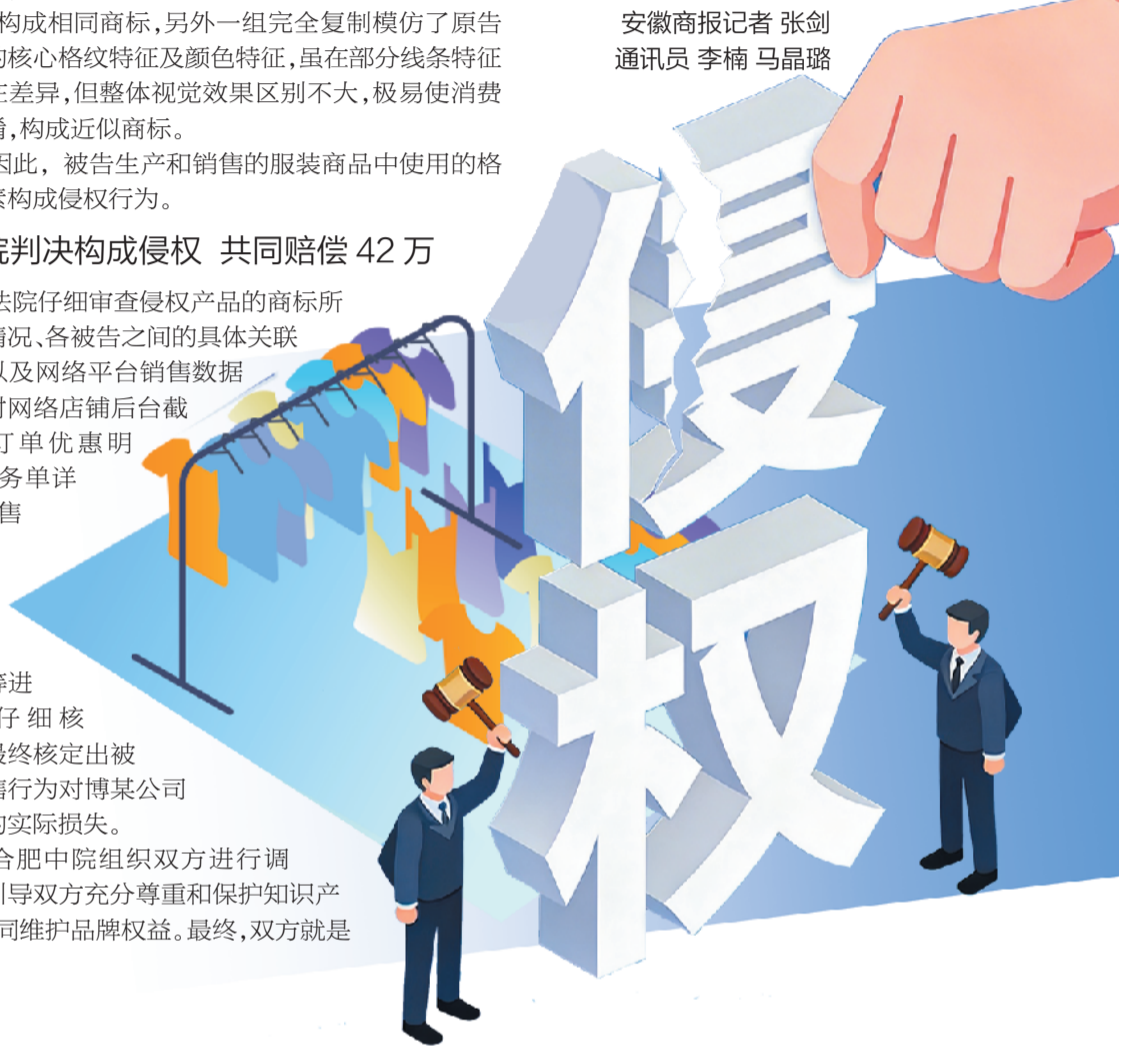 构成相同商标,另外一组完全复制模仿了原告
的核心格纹特征及颜色特征,虽在部分线条特征
在差异,但整体视觉效果区别不大,极易使消费
淆,构成近似商标。
因此,被告生产和销售的服装商品中使用的格
素构成侵权行为。
院判决构成侵权 共同赔偿 42 万
法院仔细审查侵权产品的商标所
情况、各被告之间的具体关联
以及网络平台销售数据
对网络店铺后台截
订单优惠明
务单详
售
等进
仔细核
最终核定出被
售行为对博某公司
的实际损失。
合肥中院组织双方进行调
引导双方充分尊重和保护知识产
同维护品牌权益。最终,双方就是
安徽商报记者 张剑
通讯员 李楠 马晶璐
侵
权